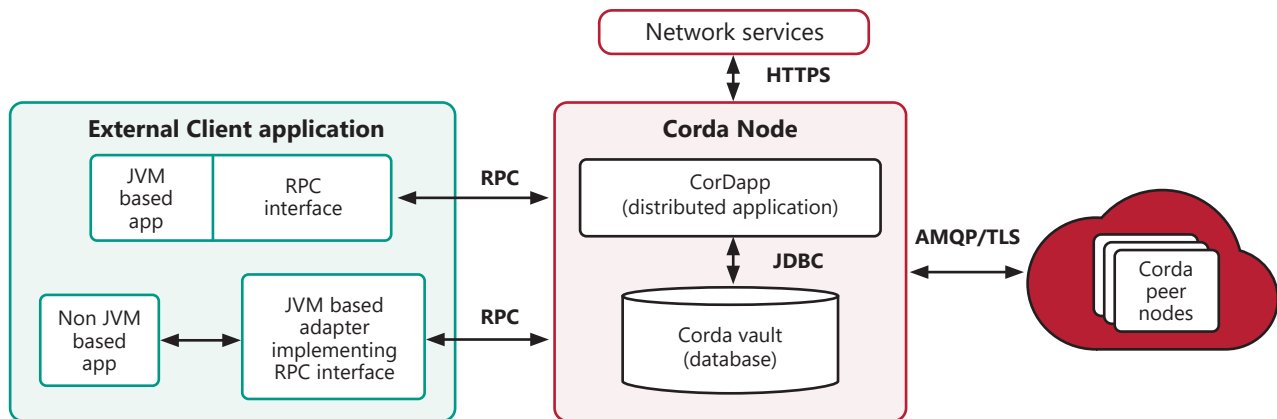 Network services
HTTPS
External Client application
JVM
based
app
RPC
interface
RPC
Corda Node
CorDapp
(distributed application)
JDBC
AMQP/TLS
Corda
peer
nodes
Non JVM
based
app
JVM based
adapter
implementing
RPC interface
RPC
Corda vault
(database)